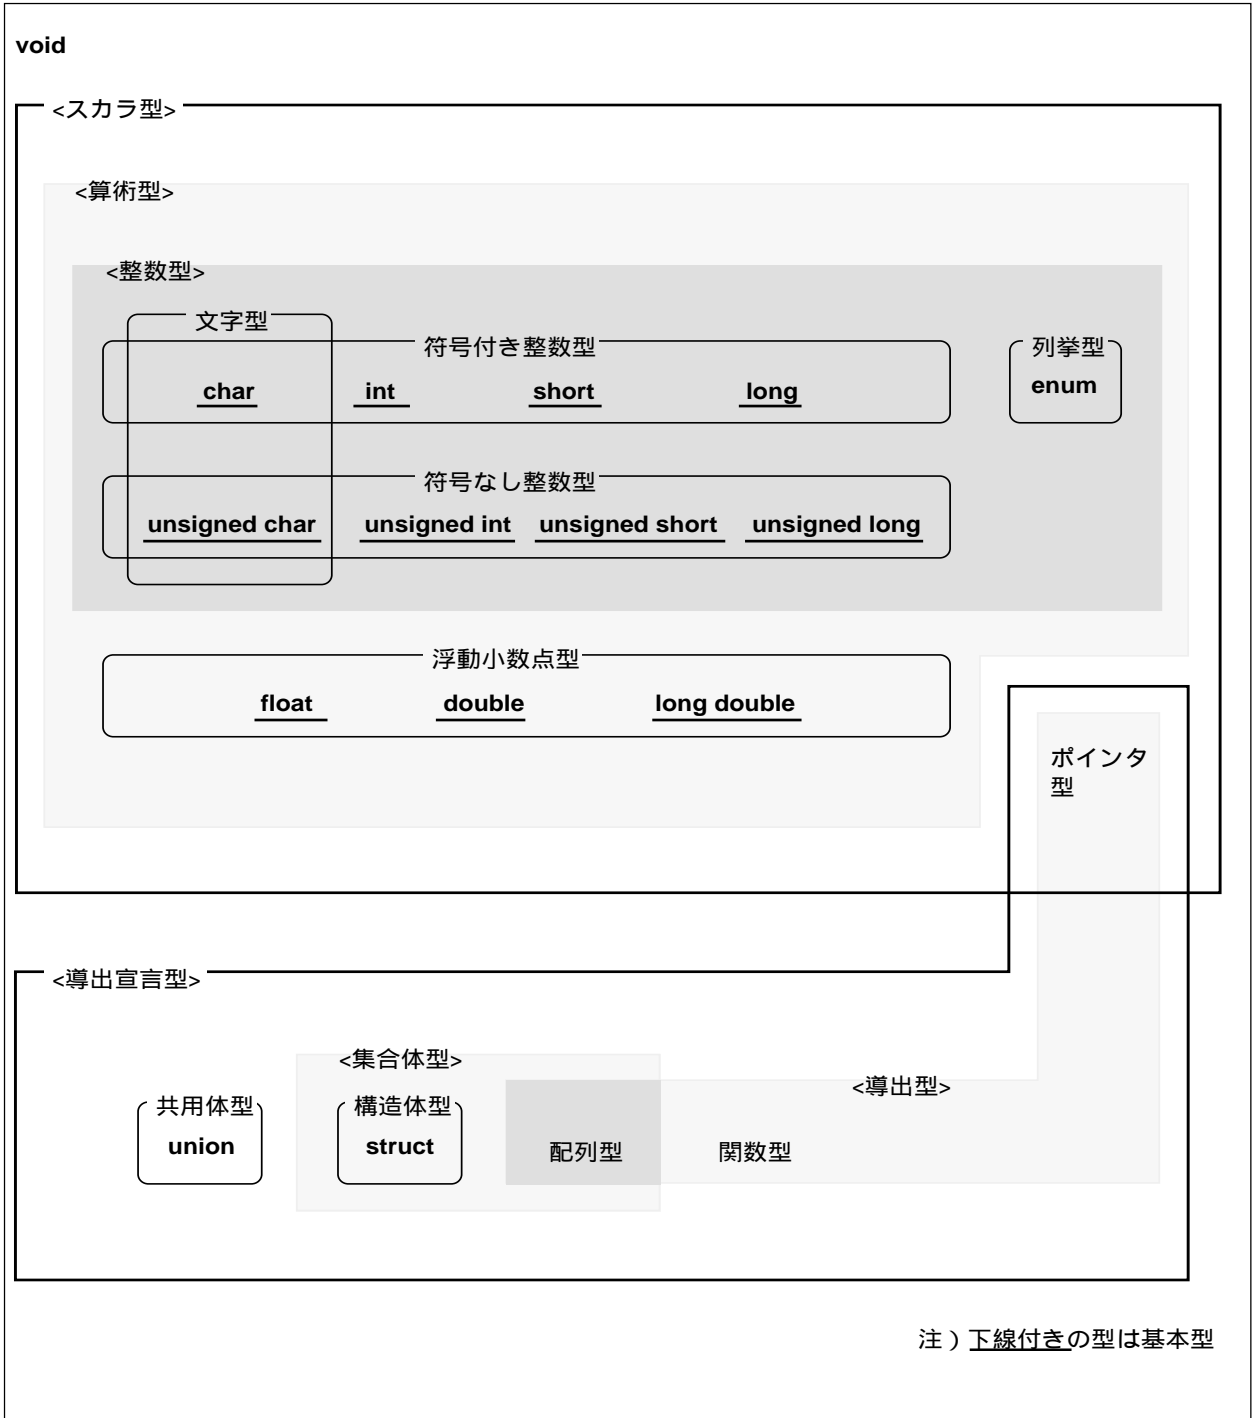 void
<スカラ型>
<算術型>
<整数型>
文字型
符号付き整数型
列挙型
char int short long
enum
符号なし整数型
unsigned char unsigned int unsigned short unsigned long
浮動小数点型
float double long double
ポインタ
型
<導出宣言型>
<集合体型>
<導出型>
共用体型
構造体型
union
struct
配列型
関数型
注）下線付きの型は基本型